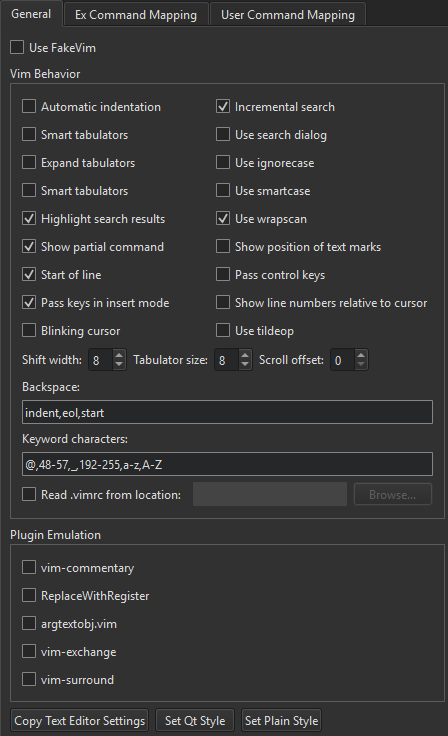 General Ex Command Mapping User Command Mapping
Use FakeVim
Vim Behavior
Automatic indentation Incremental search
Smart tabulators Use search dialog
Expand tabulators Use ignorecase
Smart tabulators Use smartcase
Highlight search results Use wrapscan
Show partial command Show position of text marks
Start of line Pass control keys
Pass keys in insert mode Show line numbers relative to cursor
Blinking cursor Use tildeop
Shift width: 8 Tabulator size: 8 Scroll offset: 0
Backspace:
indent,eol,start
Keyword characters:
@,48-57,_,192-255,a-z,A-Z
Read .vimrc from location: Browse...
Plugin Emulation
vim-commentary
ReplaceWithRegister
argtextobj.vim
vim-exchange
vim-surround
Copy Text Editor Settings Set Qt Style Set Plain Style